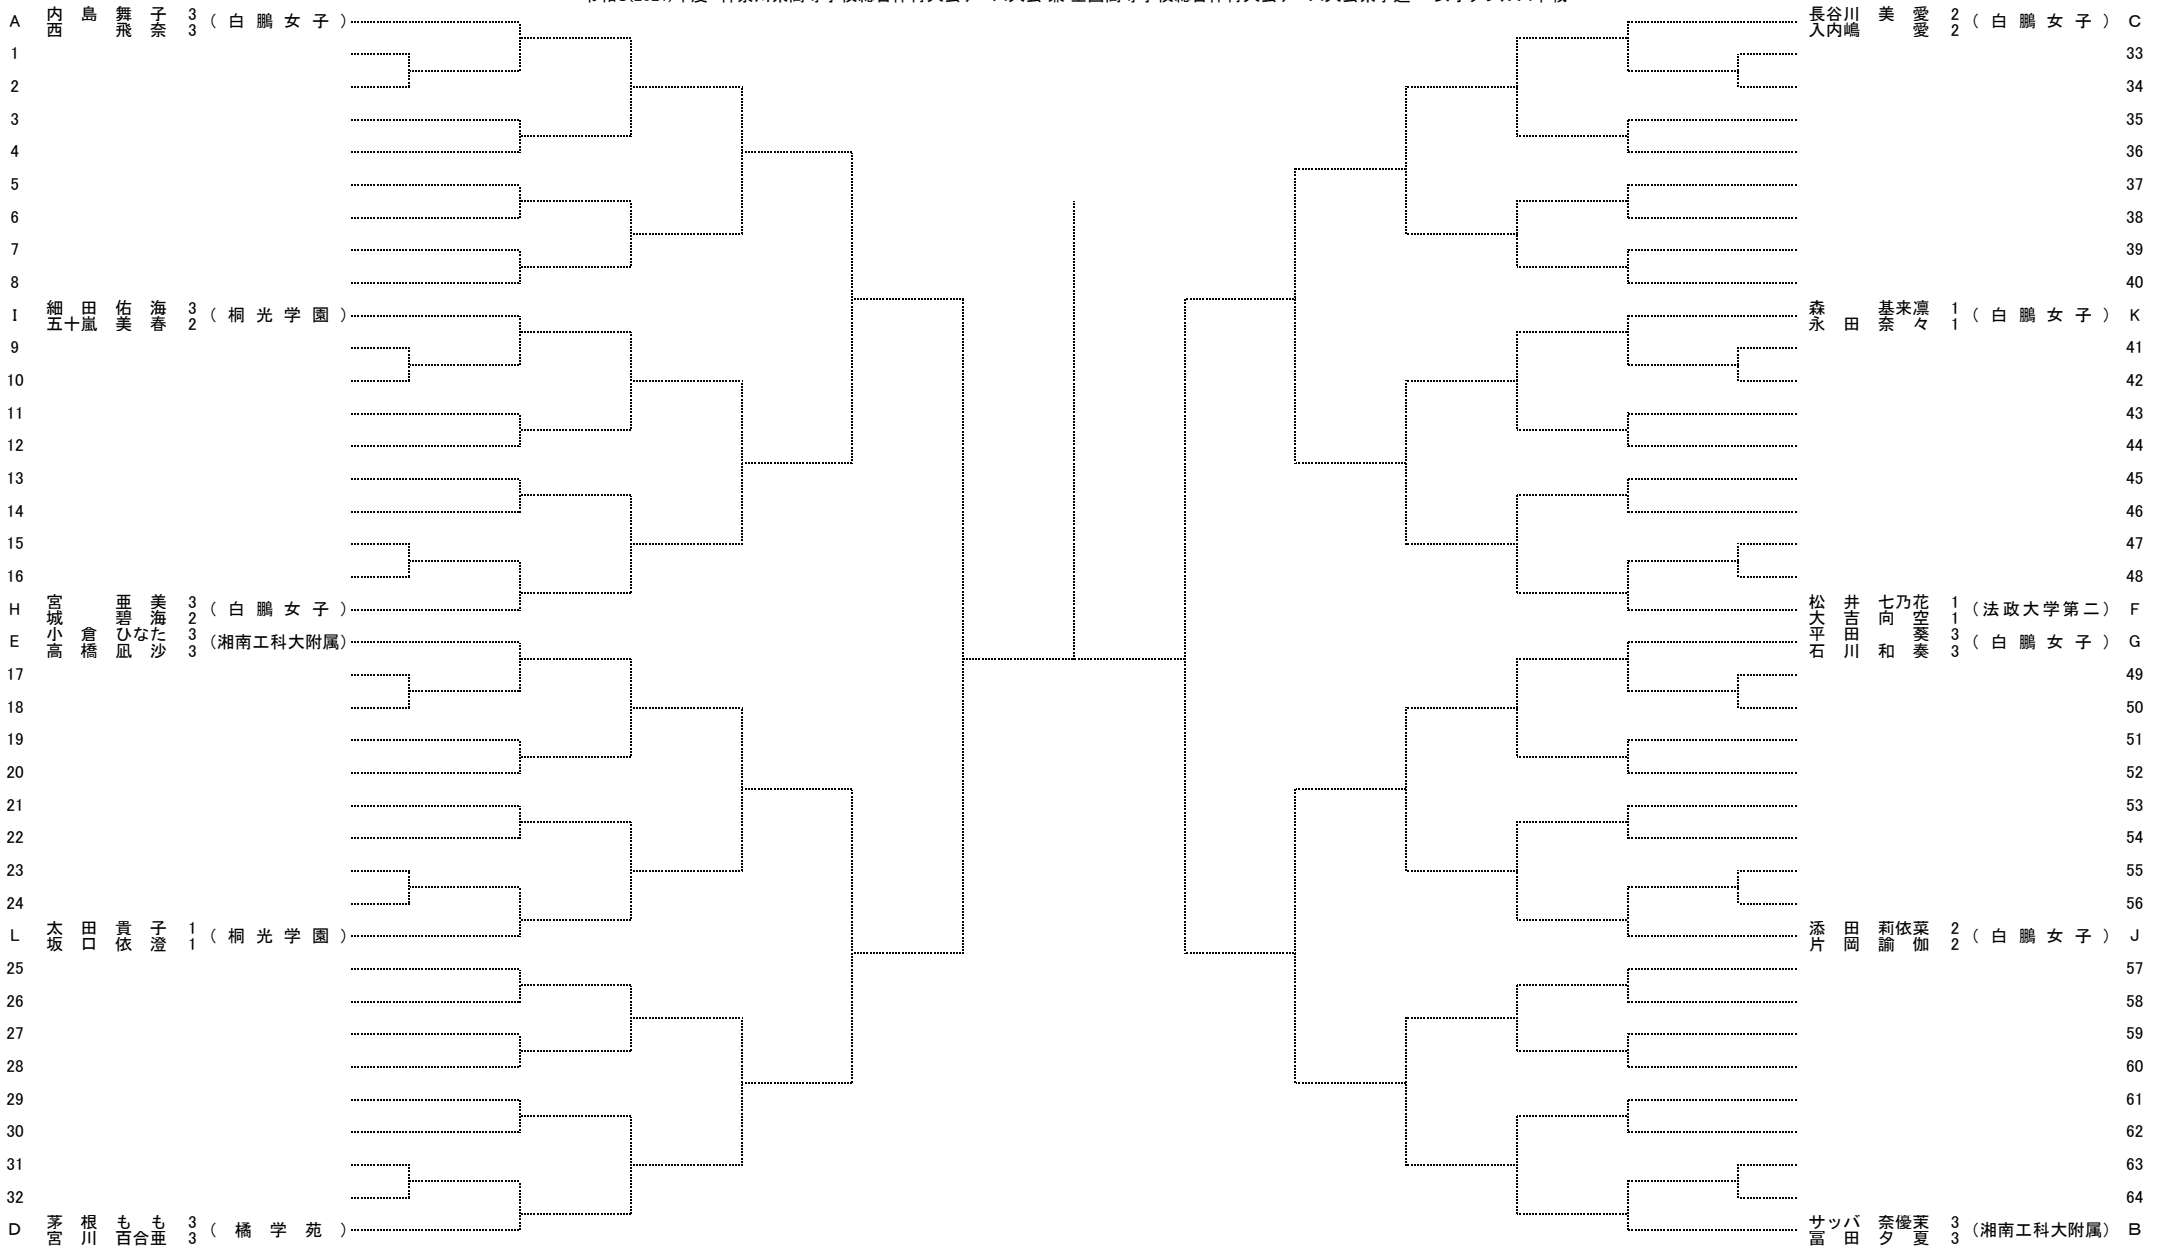 A 内島舞子 3 (白鵬女子)
西飛奈 3
1
2
3
4
5
6
7
8
I 細田佑海 3 (桐光学園)
五十嵐美春 2
9
10
11
12
13
14
15
16
H 宮亜美 3 (白鵬女子)
城碧海 2
E 小倉ひなた 3 (湘南工科大附属)
高橋凪沙 3
17
18
19
20
21
22
23
24
L 太田貴子 1 (桐光学園)
坂口依澄 1
25
26
27
28
29
30
31
32
D 茅根もも 3 (橘学苑)
宮川百合亜 3
長谷川美愛 2 (白鵬女子) C
入内嶋愛 2
33
34
35
36
37
38
39
40
森基来凛 1 (白鵬女子) K
永田奈々 1
41
42
43
44
45
46
47
48
松井七乃花 1 (法政大学第二) F
大吉向空 1
平田葵 3 (白鵬女子) G
石川和奏 3
49
50
51
52
53
54
55
56
添田莉依菜 2 (白鵬女子) J
片岡諭伽 2
57
58
59
60
61
62
63
64
サッバ奈優茉 3 (湘南工科大附属) B
冨田夕夏 3